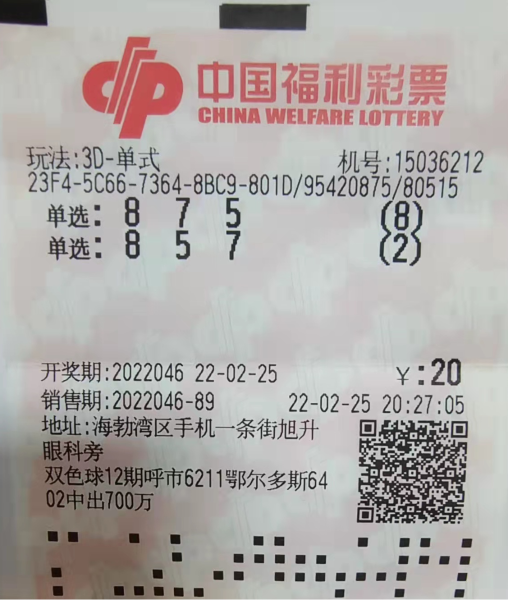 中国福利彩票
CHINA WELFARE LOTTERY
玩法:3D-单式 机号:15036212
23F4-5C66-7364-8BC9-801D/95420875/80515
单选: 8 7 5 (8)
单选: 8 5 7 (2)
开奖期:2022046 22-02-25 ¥:20
销售期:2022046-89 22-02-25 20:27:05
地址:海勃湾区手机一条街旭升
眼科旁
双色球12期呼市6211鄂尔多斯64
02中出700万